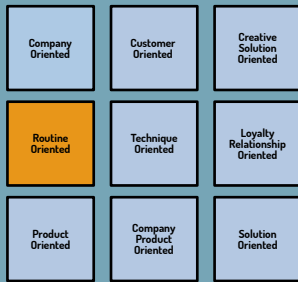 Company
Oriented
Customer
Oriented
Creative
Solution
Oriented
Routine
Oriented
Technique
Oriented
Loyalty
Relationship
Oriented
Product
Oriented
Company
Product
Oriented
Solution
Oriented